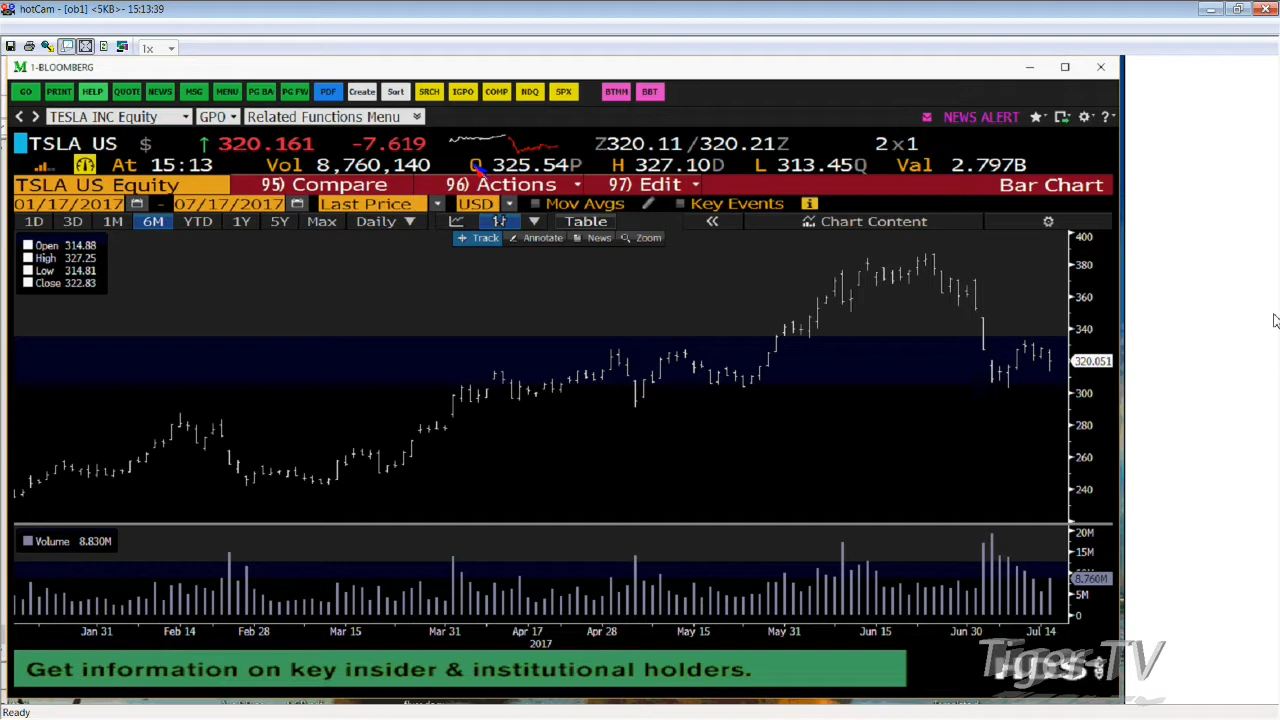 hotCam - [ob1] <5KB>- 15:13:39
1x
1-BLOOMBERG
GO PRINT HELP QUOTE NEWS MSG MENU PG BA PG FW PDF Create Sort SRCH IGPO COMP NDQ SPX BTMM BBT
TESLA INC Equity GPO Related Functions Menu NEWS ALERT
TSLA US $ ↑ 320.161 -7.619 Z320.11/320.21Z 2x1
At 15:13 Vol 8,760,140 O 325.54P H 327.10D L 313.45Q Val 2.797B
TSLA US Equity 95) Compare 96) Actions 97) Edit Bar Chart
01/17/2017 - 07/17/2017 Last Price USD Mov Avgs Key Events
1D 3D 1M 6M YTD 1Y 5Y Max Daily ▼ Table « Chart Content
Track Annotate News Zoom
Open 314.88
High 327.25
Low 314.81
Close 322.83
400
380
360
340
320.051
300
280
260
240
Volume 8.830M
20M
15M
8.760M
5M
0
Jan 31 Feb 14 Feb 28 Mar 15 Mar 31 Apr 17 Apr 28 May 15 May 31 Jun 15 Jun 30 Jul 14
2017
Get information on key insider & institutional holders.
Tiger-TV
Ready